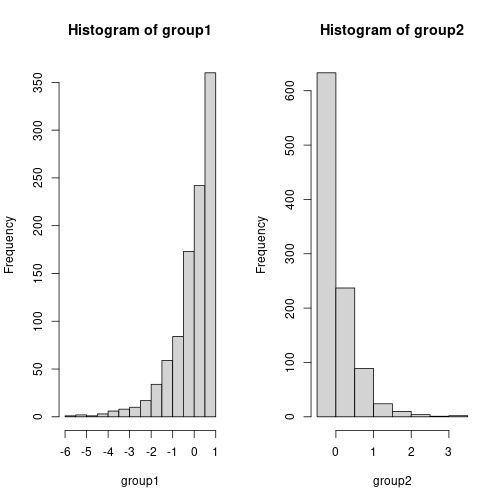 Histogram of group1
Frequency
350
300
250
200
150
100
50
0
-6 -5 -4 -3 -2 -1 0 1
group1
Histogram of group2
Frequency
600
500
400
300
200
100
0
0 1 2 3
group2